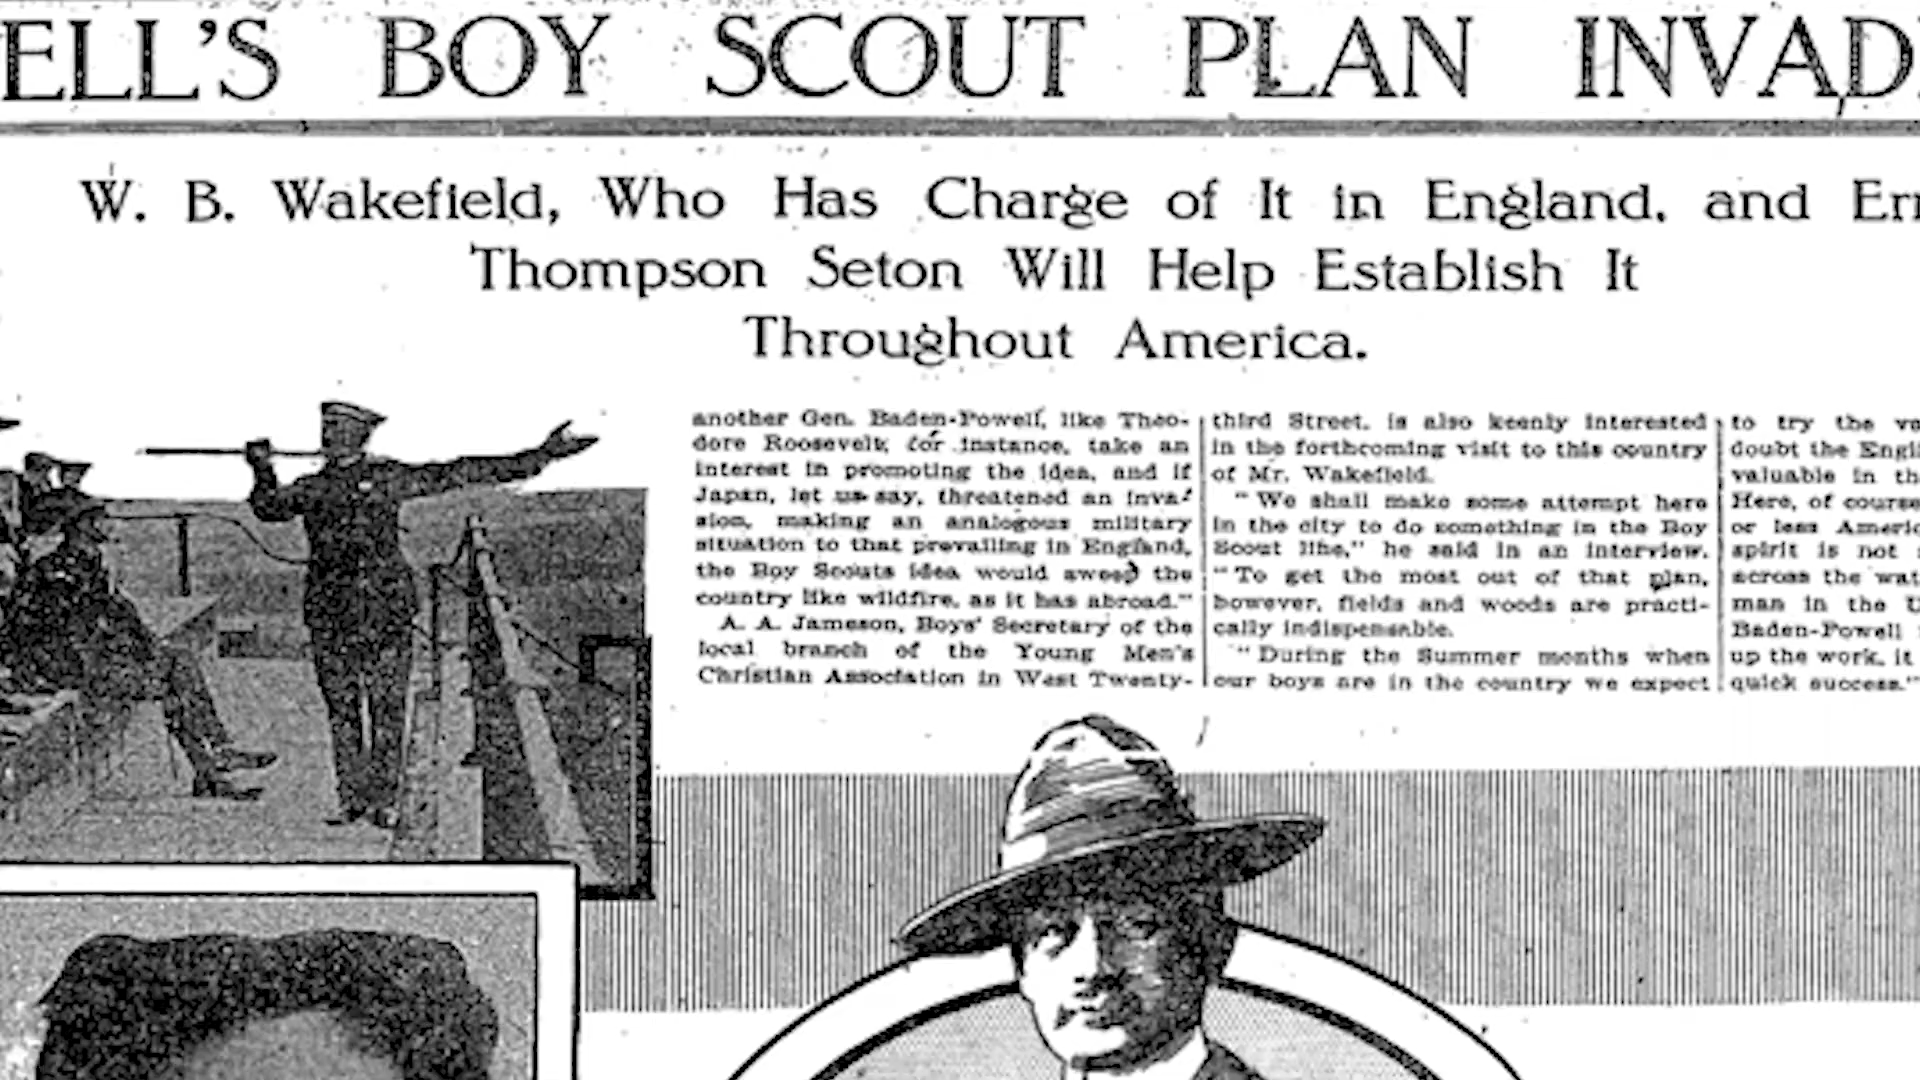 ELL'S BOY SCOUT PLAN INVAD
W. B. Wakefield, Who Has Charge of It in England, and Ern
Thompson Seton Will Help Establish It
Throughout America.
another Gen. Baden-Powell, like Theo-
dore Roosevelt, for instance, take an
interest in promoting the idea, and if
Japan, let us say, threatened an inva-
sion, making an analogous military
situation to that prevailing in England,
the Boy Scouts idea would sweep the
country like wildfire, as it has abroad."
A. A. Jameson, Boys' Secretary of the
local branch of the Young Men's
Christian Association in West Twenty-
third Street, is also keenly interested
in the forthcoming visit to this country
of Mr. Wakefield.
"We shall make some attempt here
in the city to do something in the Boy
Scout line," he said in an interview.
"To get the most out of that plan,
however, fields and woods are practi-
cally indispensable.
"During the Summer months when
our boys are in the country we expect
to try the va
doubt the Engli
valuable in th
Here, of course
or less Americ
spirit is not
across the wat
man in the U
Baden-Powell
up the work, it
quick success."